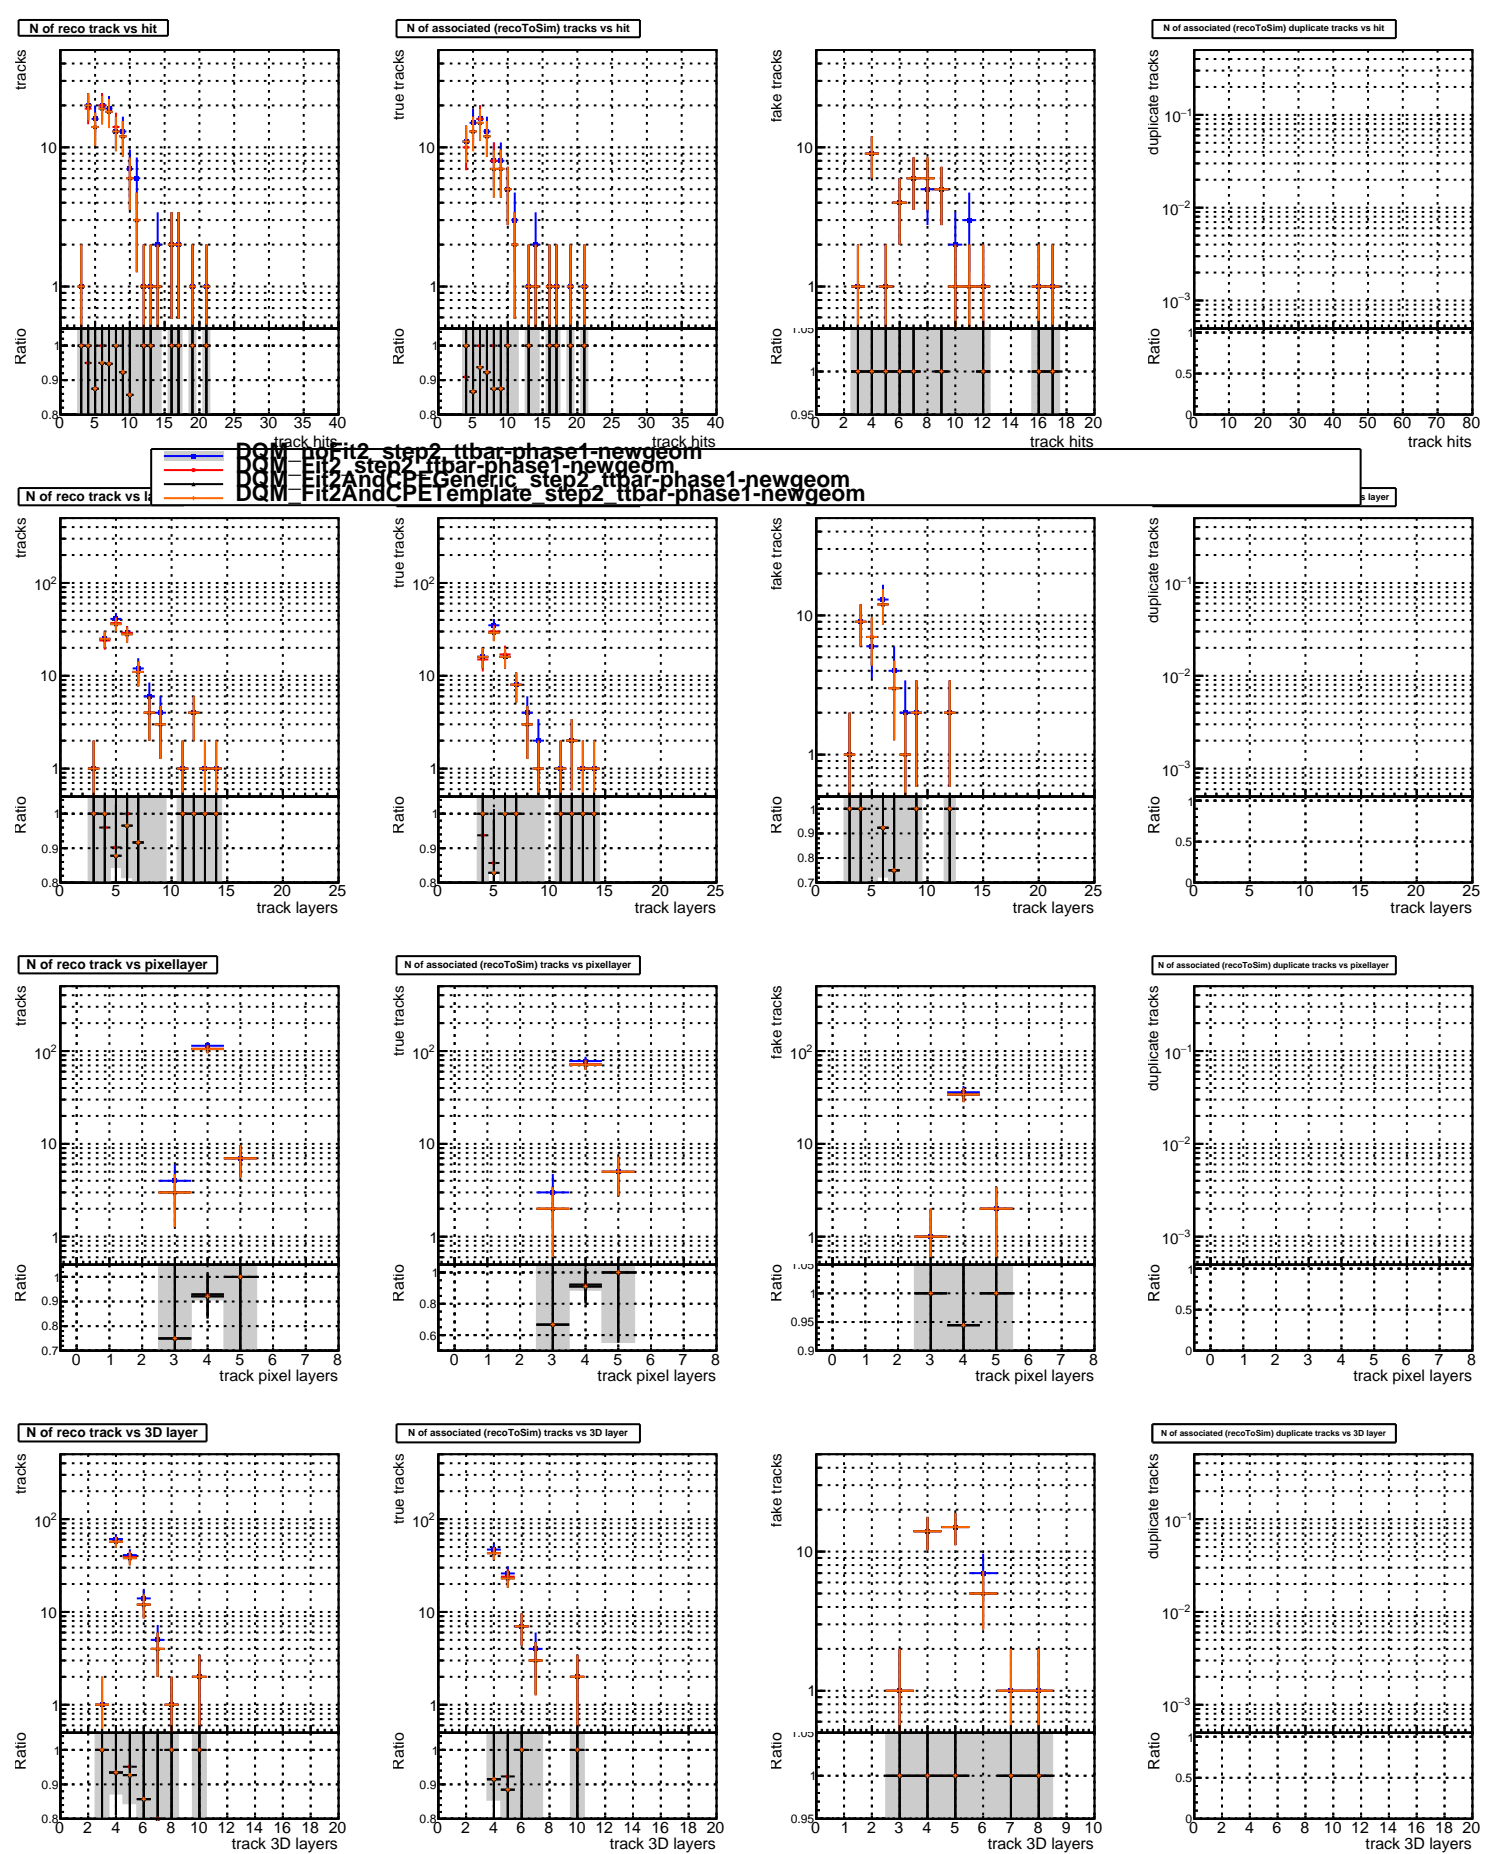 N of reco track vs hit
N of associated (recoToSim) tracks vs hit
N of associated (recoToSim) duplicate tracks vs hit
tracks
10
1
Ratio
1
0.9
0.8
0 5 10 15 20 25 30 35 40
track hits
true tracks
10
1
Ratio
1
0.9
0.8
0 5 10 15 20 25 30 35 40
track hits
fake tracks
10
1
Ratio
1.05
1
0.95
0 2 4 6 8 10 12 14 16 18 20
track hits
duplicate tracks
10−1
10−2
10−3
Ratio
1
0.5
0
0 10 20 30 40 50 60 70 80
track hits
DQM_noFit2_step2_ttbar-phase1-newgeom
DQM_Fit2_step2_ttbar-phase1-newgeom
DQM_Fit2AndCPEGeneric_step2_ttbar-phase1-newgeom
DQM_Fit2AndCPETemplate_step2_ttbar-phase1-newgeom
N of reco track vs la
s layer
tracks
10²
10
1
Ratio
1
0.9
0.8
0 5 10 15 20 25
track layers
true tracks
10²
10
1
Ratio
1
0.9
0.8
0 5 10 15 20 25
track layers
fake tracks
10
1
Ratio
1
0.9
0.8
0.7
0 5 10 15 20 25
track layers
duplicate tracks
10−1
10−2
10−3
Ratio
1
0.5
0
0 5 10 15 20 25
track layers
N of reco track vs pixellayer
N of associated (recoToSim) tracks vs pixellayer
N of associated (recoToSim) duplicate tracks vs pixellayer
tracks
10²
10
1
Ratio
1
0.9
0.8
0.7
0 1 2 3 4 5 6 7 8
track pixel layers
true tracks
10²
10
1
Ratio
1
0.8
0.6
0 1 2 3 4 5 6 7 8
track pixel layers
fake tracks
10²
10
1
Ratio
1.05
1
0.95
0.9
0 1 2 3 4 5 6 7 8
track pixel layers
duplicate tracks
10−1
10−2
10−3
Ratio
1
0.5
0
0 1 2 3 4 5 6 7 8
track pixel layers
N of reco track vs 3D layer
N of associated (recoToSim) tracks vs 3D layer
N of associated (recoToSim) duplicate tracks vs 3D layer
tracks
10²
10
1
Ratio
1
0.9
0.8
0 2 4 6 8 10 12 14 16 18 20
track 3D layers
true tracks
10²
10
1
Ratio
1
0.9
0.8
0 2 4 6 8 10 12 14 16 18 20
track 3D layers
fake tracks
10
1
Ratio
1.05
1
0.95
0 1 2 3 4 5 6 7 8 9 10
track 3D layers
duplicate tracks
10−1
10−2
10−3
Ratio
1
0.5
0
0 2 4 6 8 10 12 14 16 18 20
track 3D layers